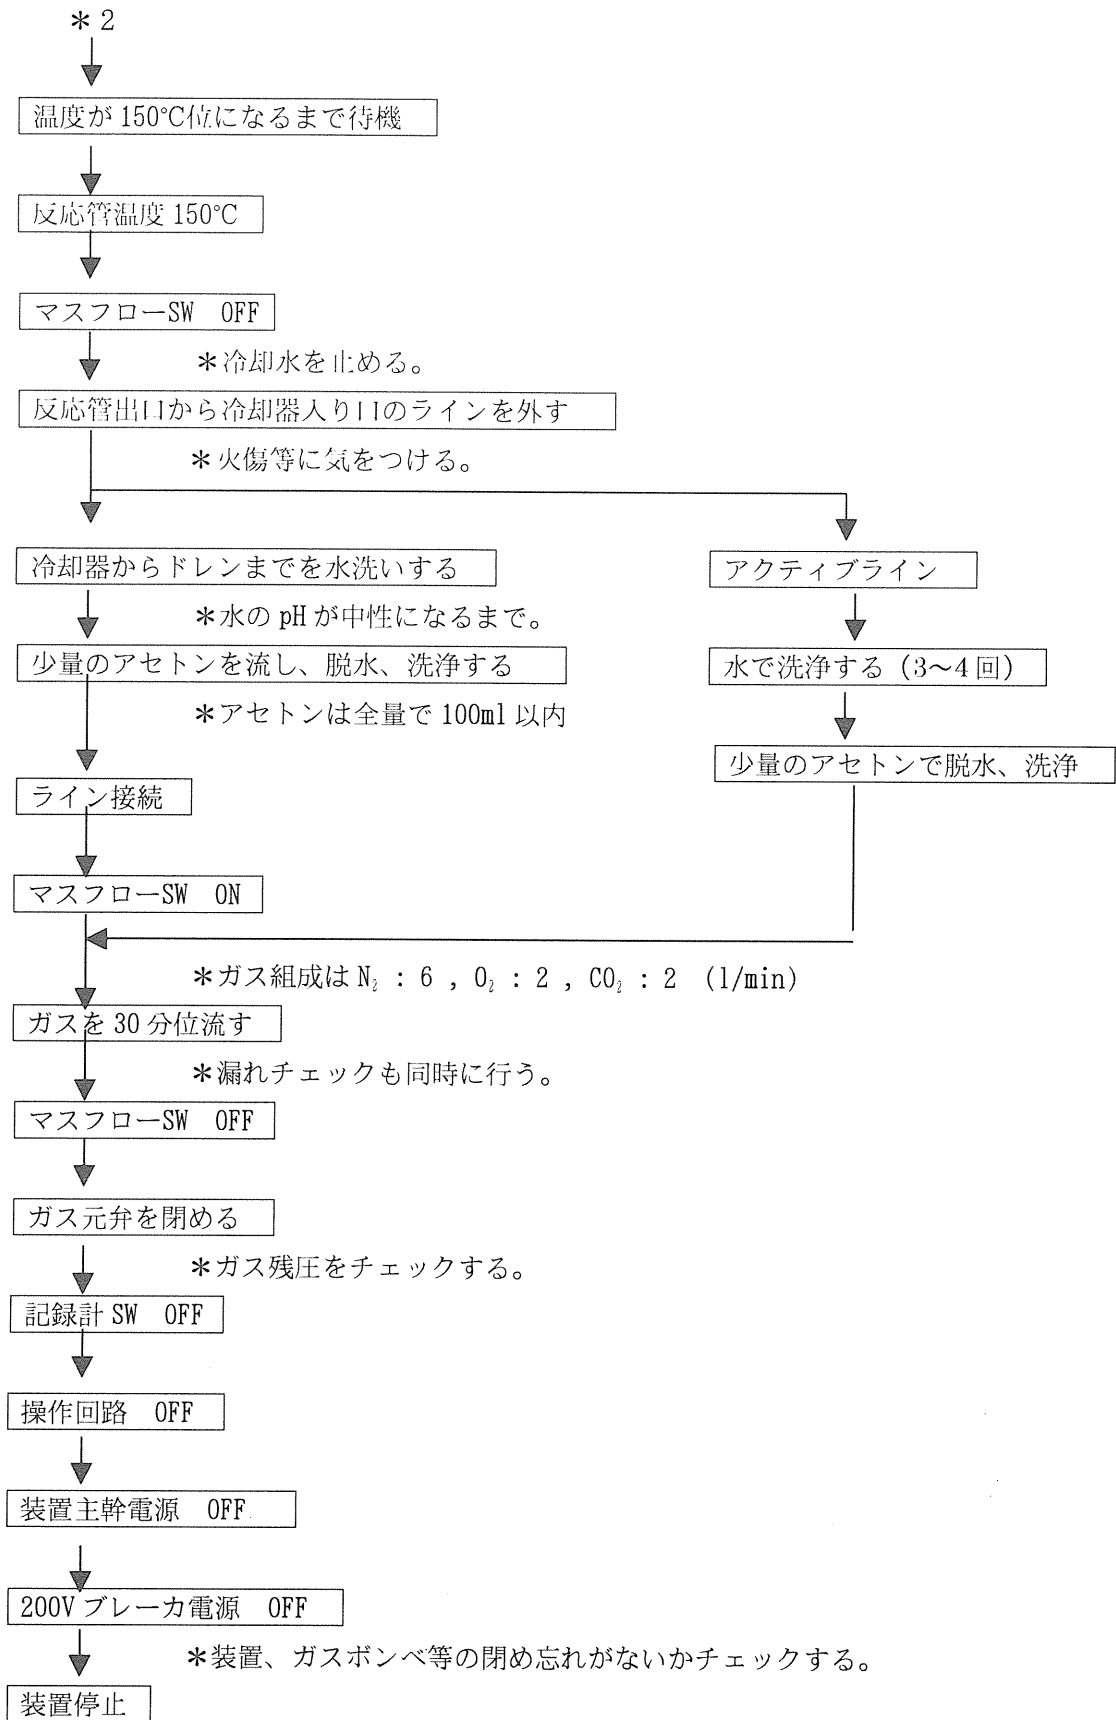 ＊2
温度が150℃位になるまで待機
反応管温度150℃
マスフローSW　OFF
＊冷却水を止める。
反応管出口から冷却器入り口のラインを外す
＊火傷等に気をつける。
冷却器からドレンまでを水洗いする
アクティブライン
＊水のpHが中性になるまで。
少量のアセトンを流し、脱水、洗浄する
水で洗浄する（3～4回）
＊アセトンは全量で100ml以内
少量のアセトンで脱水、洗浄
ライン接続
マスフローSW　ON
＊ガス組成はN₂：6，O₂：2，CO₂：2　(l/min)
ガスを30分位流す
＊漏れチェックも同時に行う。
マスフローSW　OFF
ガス元弁を閉める
＊ガス残圧をチェックする。
記録計SW　OFF
操作回路　OFF
装置主幹電源　OFF
200Vブレーカ電源　OFF
＊装置、ガスボンベ等の閉め忘れがないかチェックする。
装置停止